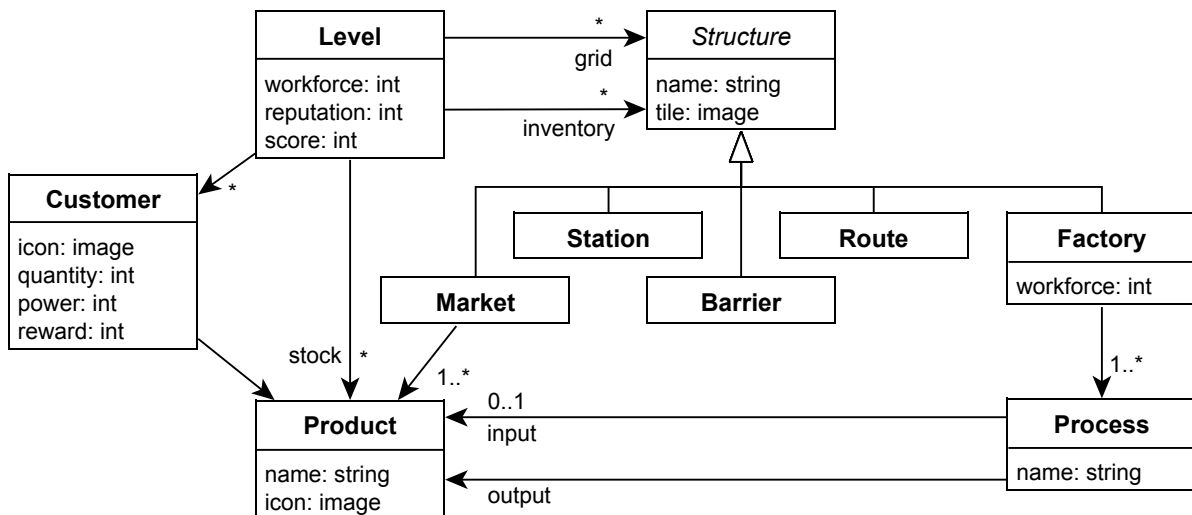 Level
workforce: int
reputation: int
score: int
*
grid
*
inventory
Structure
name: string
tile: image
*
Customer
icon: image
quantity: int
power: int
reward: int
Station
Route
Factory
workforce: int
Market
Barrier
stock *
1..*
1..*
0..1
input
output
Product
name: string
icon: image
Process
name: string